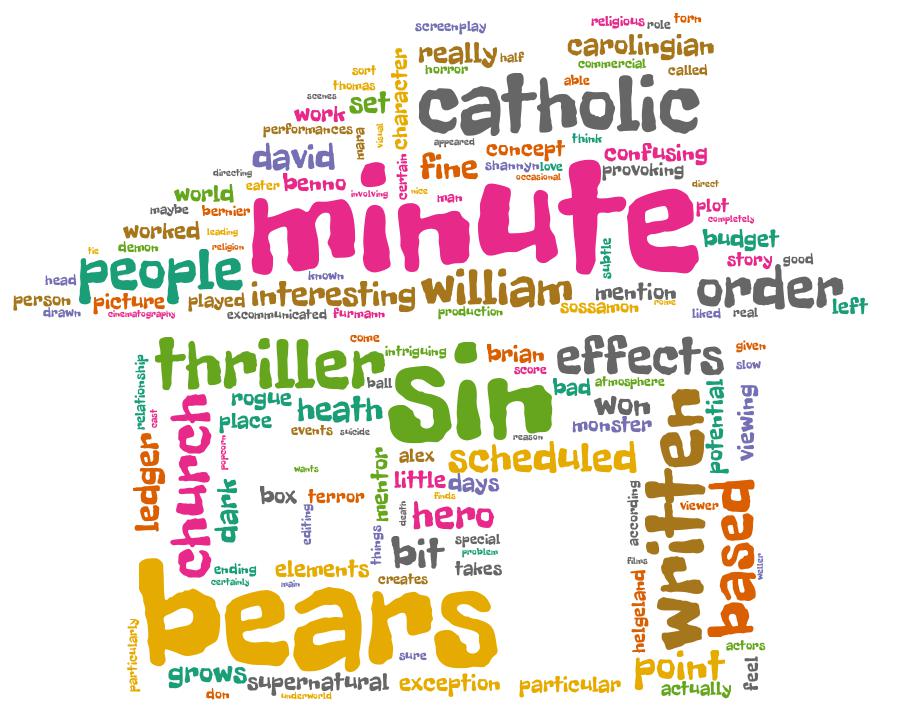 screenplay
religious role torn
really half
carolingian
horror
commercial
called
sort
thomas
able
scenes
character
set
catholic
work
performances
mara
visual
appeared
think
david
concept
confusing
fine
shannyn love
provoking
directing
certain
occasional
world
eater benno
involving
nice
man
direct
minute
maybe
bernier
plot
completely
worked
leading
subtle
budget
tie
demon
religion
story good
people
known
head
interesting
william
mention
order
person
picture
played
sossamon
rome
left
drawn
cinematography
excommunicated
furmann
production
liked
real
come
thriller
intriguing
brian
effects
given
score
slow
relationship
ball
sin
bad
atmosphere
rogue
heath
won
potential
viewing
cast
church
place
monster
events
suicide
reason
written
popcorn
ledger
dark
wants
mentor
alex
scheduled
little days
box
terror
finds
according
viewer
based
editing
death
hero
things
bit
special
problem
takes
films
weller
ending
certainly
elements
main
creates
helgeland
bears
particularly
sure
actors
point
feel
grows
supernatural
exception
particular
actually
don
underworld